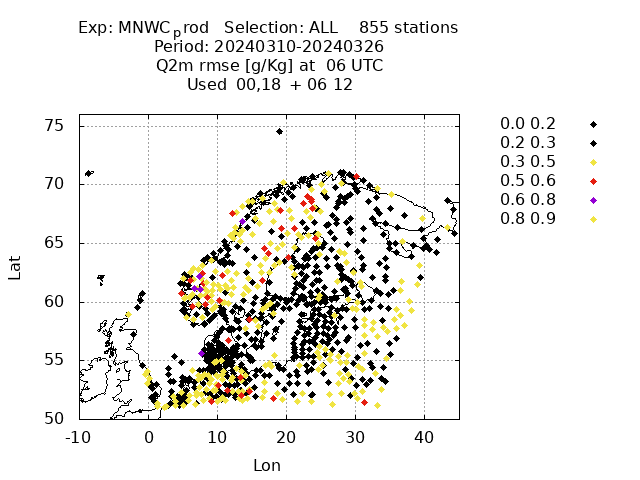 Exp: MNWCprod   Selection: ALL    855 stations
Period: 20240310-20240326
Q2m rmse [g/Kg] at  06 UTC
Used  00,18  + 06 12
0.0 0.2
0.2 0.3
0.3 0.5
0.5 0.6
0.6 0.8
0.8 0.9
75
70
65
60
55
50
Lat
-10 0 10 20 30 40
Lon